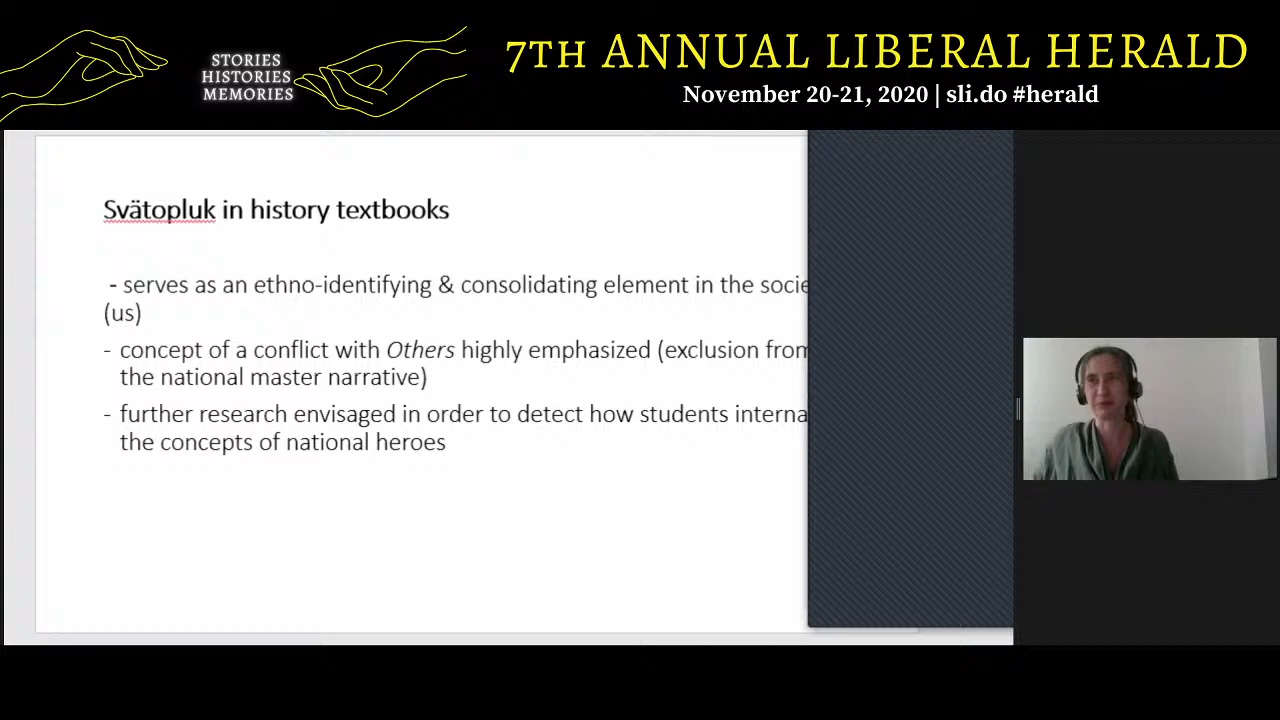 STORIES
HISTORIES
MEMORIES
7TH ANNUAL LIBERAL HERALD
November 20-21, 2020 | sli.do #herald
Svätopluk in history textbooks
- serves as an ethno-identifying & consolidating element in the
(us)
- concept of a conflict with Others highly emphasized (exclusion from
the national master narrative)
- further research envisaged in order to detect how students
the concepts of national heroes